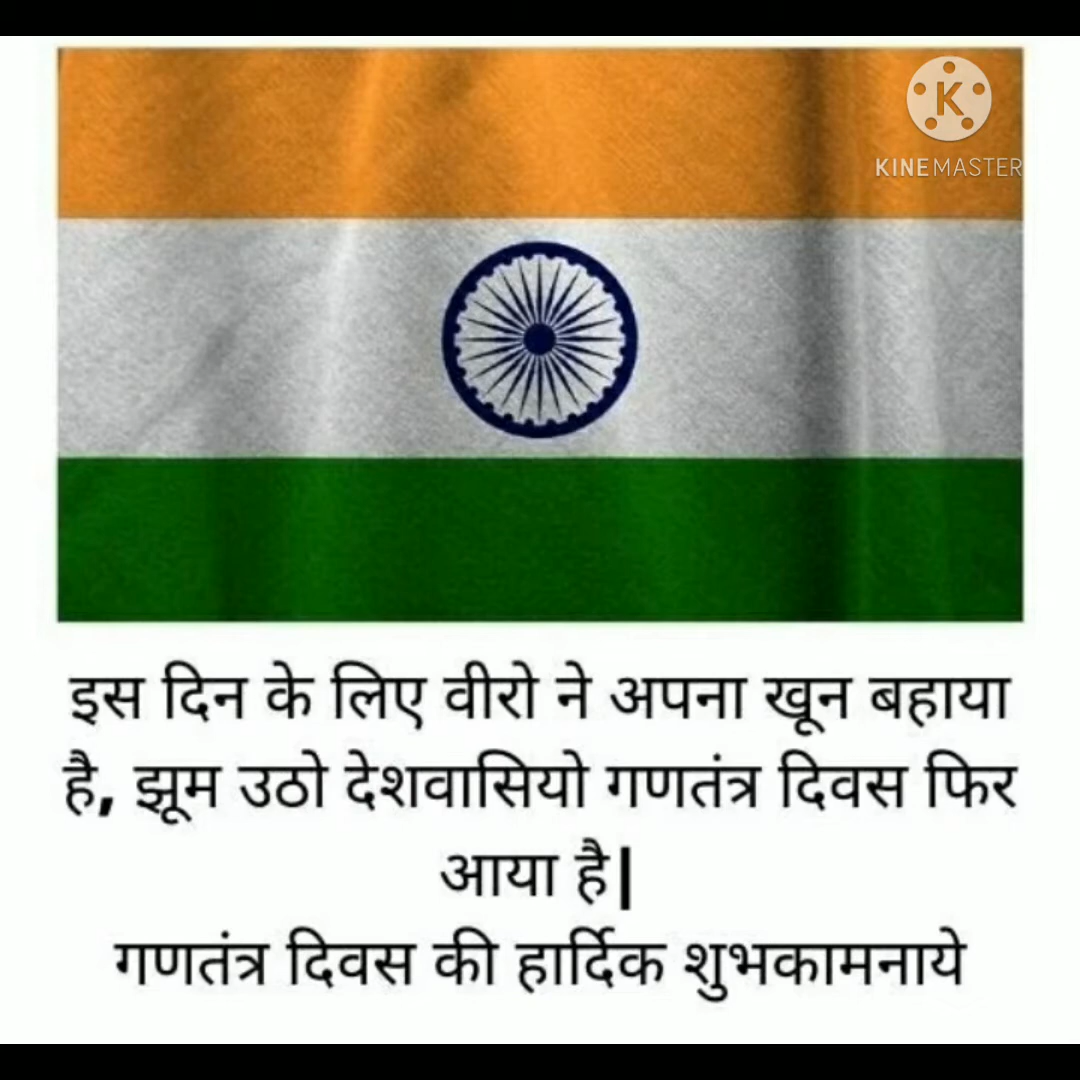 KINEMASTER
इस दिन के लिए वीरो ने अपना खून बहाया
है, झूम उठो देशवासियो गणतंत्र दिवस फिर
आया है|
गणतंत्र दिवस की हार्दिक शुभकामनाये